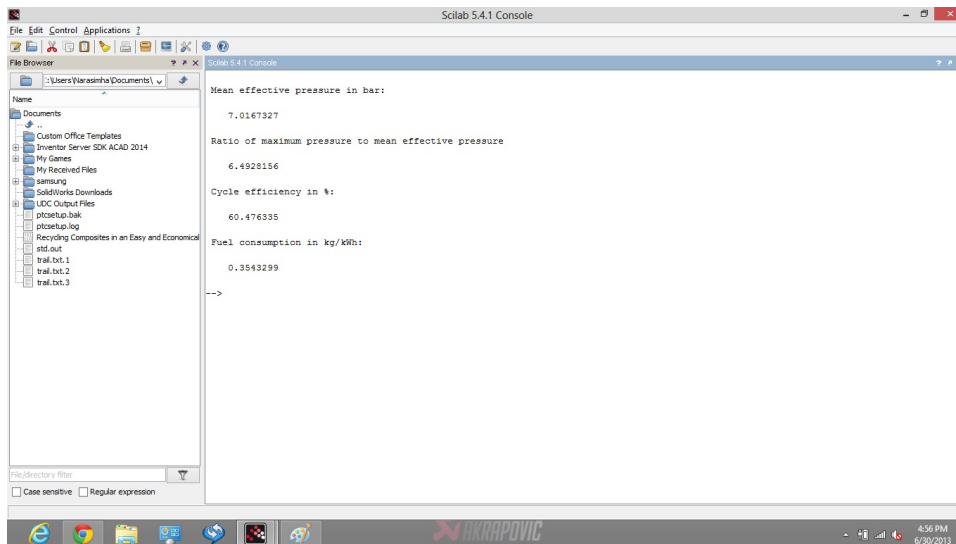 Scilab 5.4.1 Console
File Edit Control Applications ?
File Browser
Scilab 5.4.1 Console
:\Users\Narasimha\Documents\
Name
Documents
..
Custom Office Templates
Inventor Server SDK ACAD 2014
My Games
My Received Files
samsung
SolidWorks Downloads
UDC Output Files
ptcsetup.bak
ptcsetup.log
Recycling Composites in an Easy and Economical
std.out
trail.txt.1
trail.txt.2
trail.txt.3
Mean effective pressure in bar:
7.0167327
Ratio of maximum pressure to mean effective pressure
6.4928156
Cycle efficiency in %:
60.476335
Fuel consumption in kg/kWh:
0.3543299
-->
File/directory filter
Case sensitive Regular expression
AKRAPOVIC
4:56 PM
6/30/2013